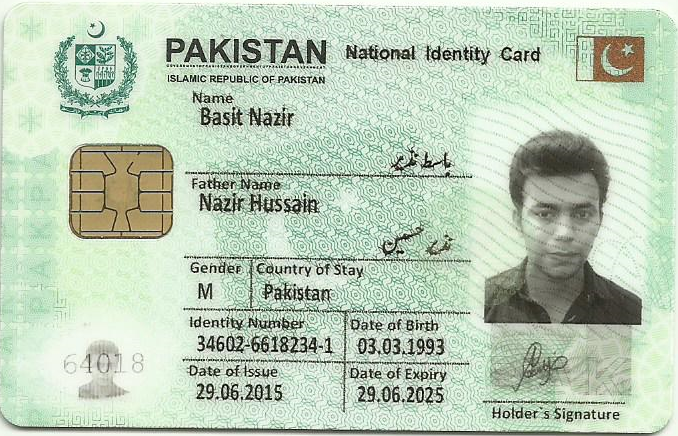 PAKISTAN National Identity Card
ISLAMIC REPUBLIC OF PAKISTAN
Name
Basit Nazir
باسط نذیر
Father Name
Nazir Hussain
نذیر حسین
Gender Country of Stay
M Pakistan
Identity Number Date of Birth
34602-6618234-1 03.03.1993
Date of Issue Date of Expiry
29.06.2015 29.06.2025
64018
Holder`s Signature